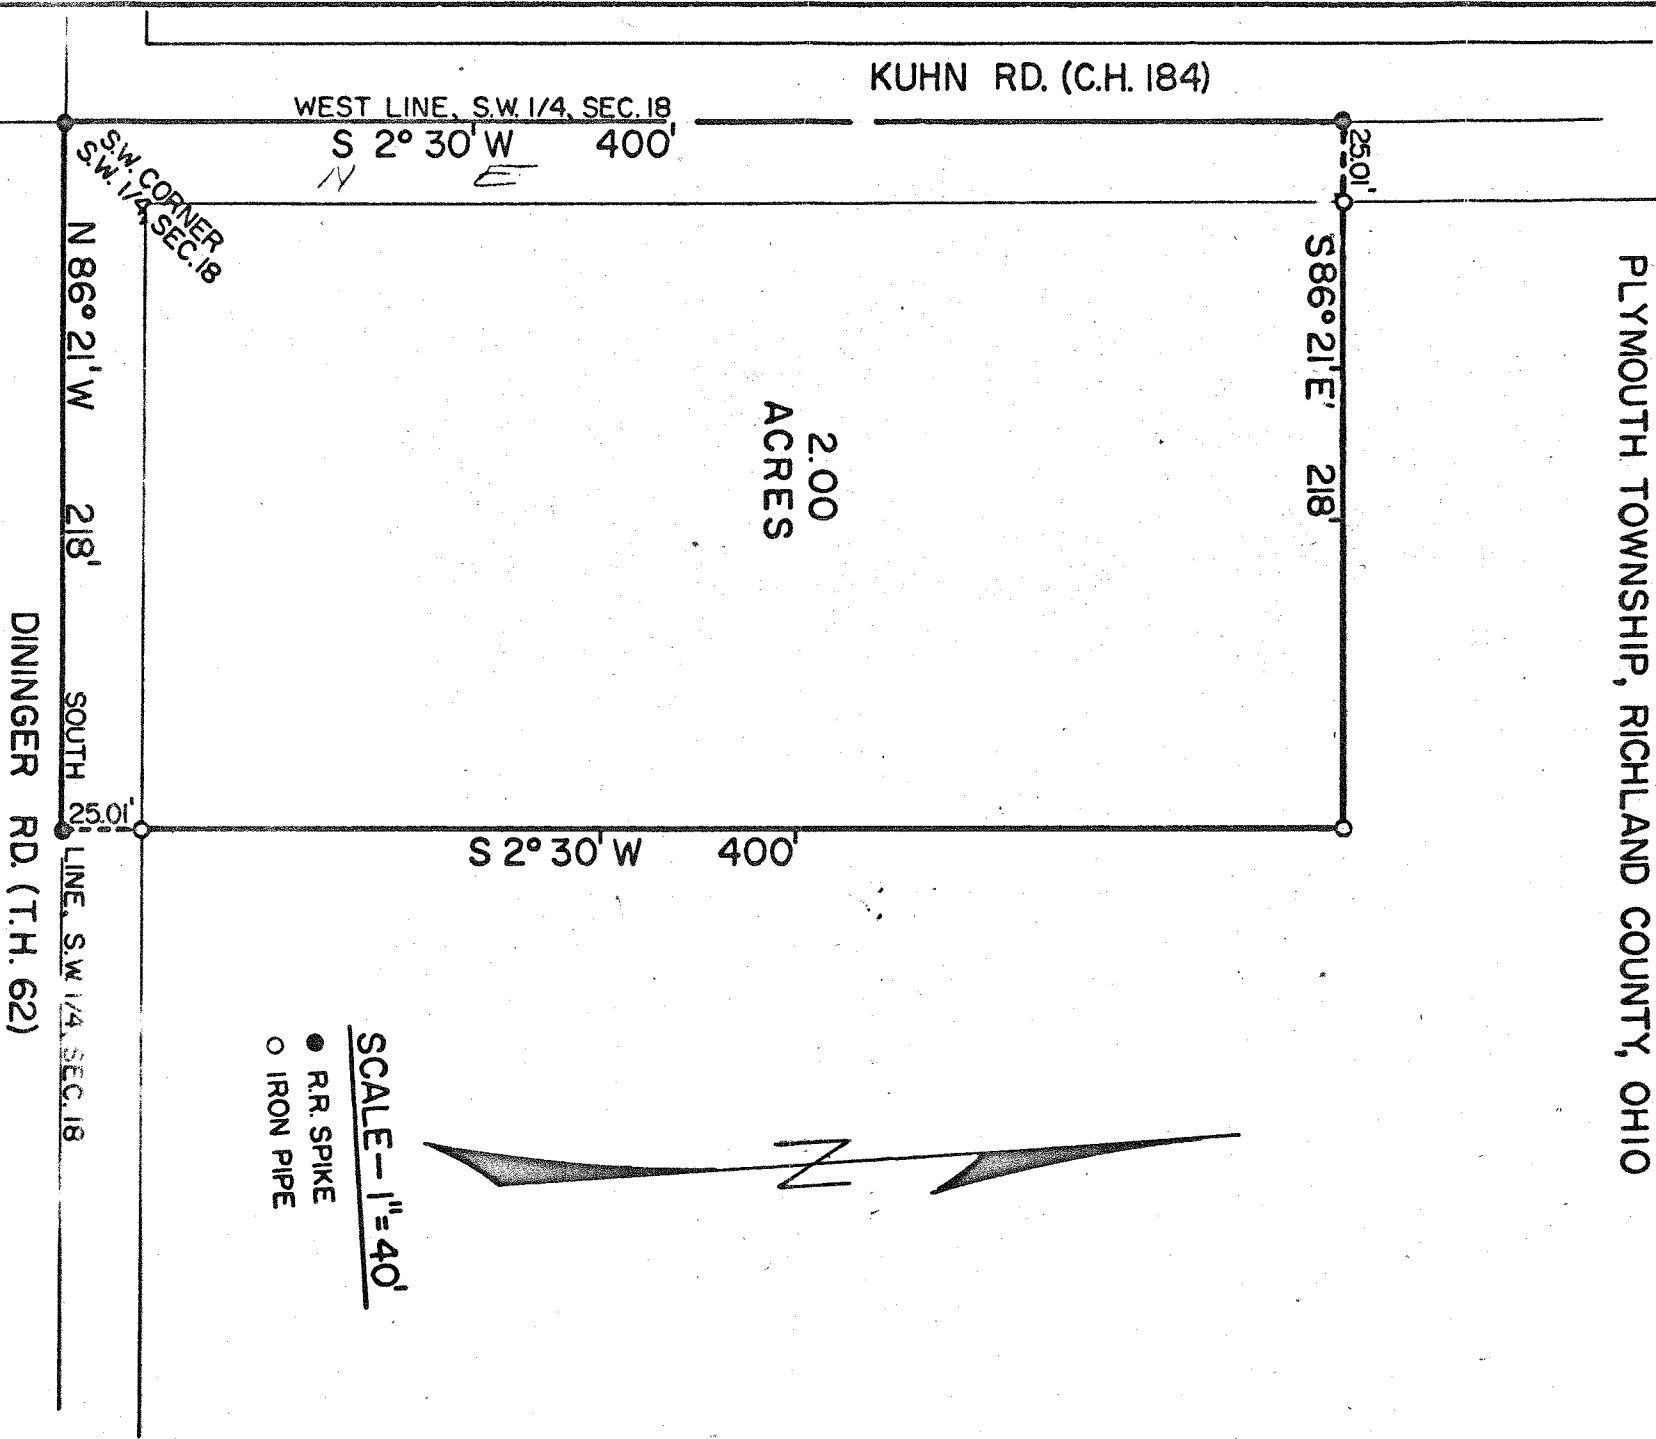 PLYMOUTH TOWNSHIP, RICHLAND COUNTY, OHIO
KUHN RD. (C.H. 184)
WEST LINE, S.W. 1/4, SEC. 18
S 2° 30' W 400'
N E
S.W. CORNER
S.W. 1/4, SEC. 18
25.01'
S 86° 21' E' 218'
2.00
ACRES
N 86° 21' W 218'
SOUTH LINE, S.W. 1/4, SEC. 18
25.01'
DININGER RD. (T.H. 62)
S 2° 30' W 400'
N
SCALE — 1" = 40'
● R.R. SPIKE
○ IRON PIPE